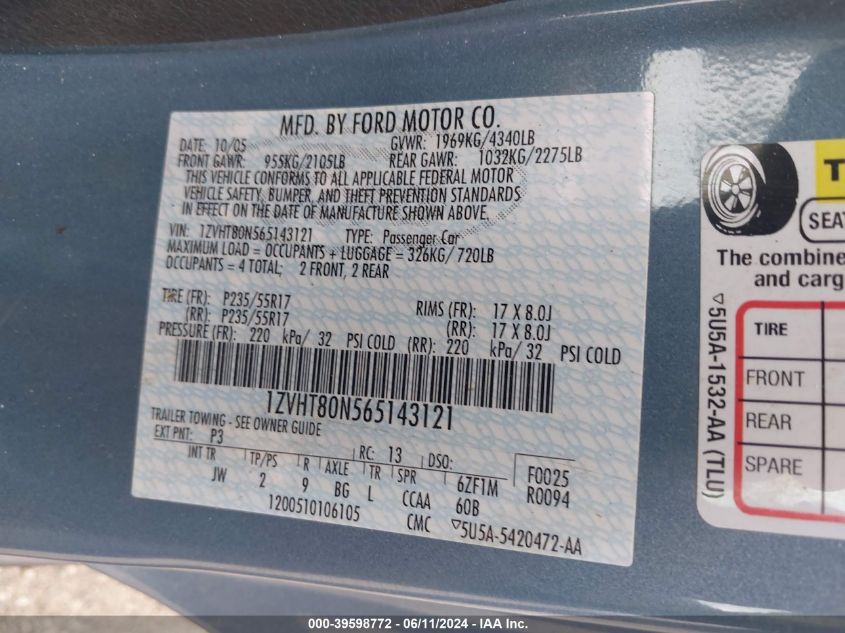 MFD. BY FORD MOTOR CO.
DATE: 10/05 GVWR: 1969KG/4340LB
FRONT GAWR: 955KG/2105LB REAR GAWR: 1032KG/2275LB
THIS VEHICLE CONFORMS TO ALL APPLICABLE FEDERAL MOTOR
VEHICLE SAFETY, BUMPER, AND THEFT PREVENTION STANDARDS
IN EFFECT ON THE DATE OF MANUFACTURE SHOWN ABOVE.
VIN: 1ZVHT80N565143121 TYPE: Passenger Car
MAXIMUM LOAD = OCCUPANTS + LUGGAGE = 326KG/720LB
OCCUPANTS = 4 TOTAL; 2 FRONT, 2 REAR
TIRE (FR): P235/55R17 RIMS (FR): 17 X 8.0J
(RR): P235/55R17 (RR): 17 X 8.0J
PRESSURE (FR): 220 kPa/ 32 PSI COLD (RR): 220 kPa/ 32 PSI COLD
1ZVHT80N565143121
TRAILER TOWING - SEE OWNER GUIDE
EXT PNT: P3 RC: 13 DSO: F0025
INT TR TP/PS R AXLE TR SPR 6ZF1M R0094
JW 2 9 BG L CCAA 60B
1200510106105 CMC ▽5U5A-5420472-AA
▽5U5A-1532-AA (TLU)
T
SEAT
The combine
and carg
TIRE
FRONT
REAR
SPARE
000-39598772 - 06/11/2024 - IAAI.COM